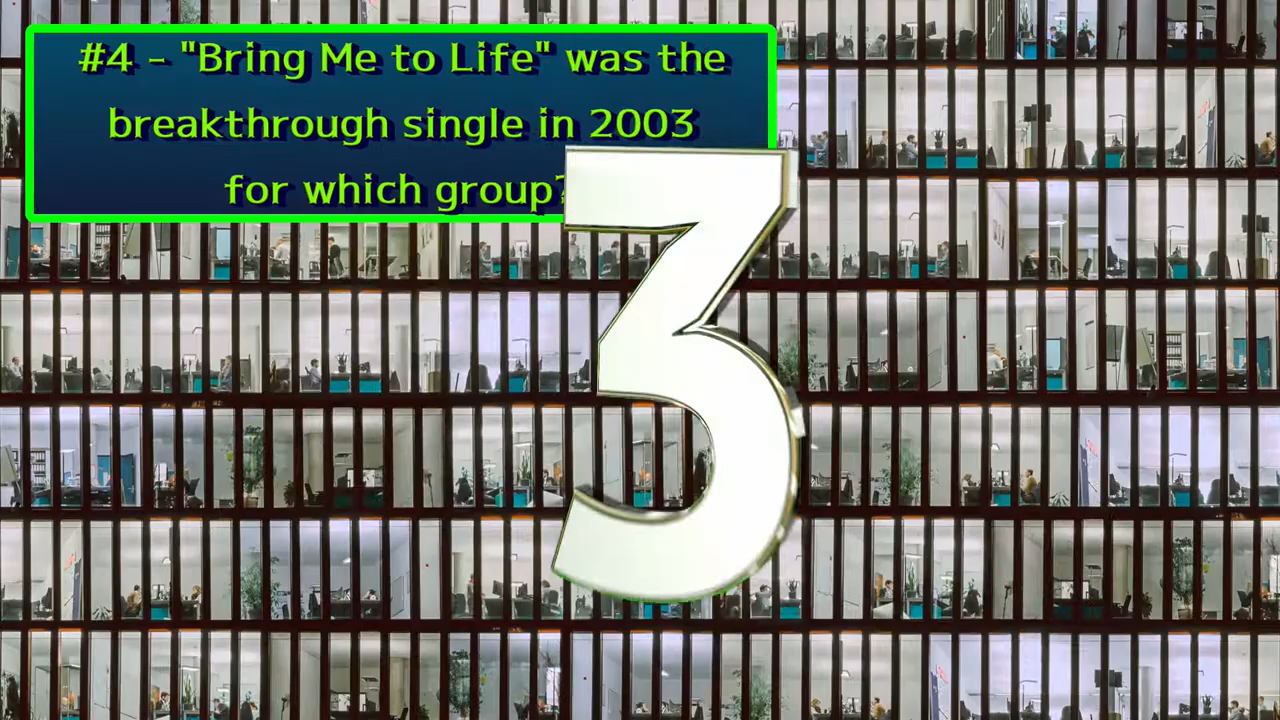 #4 - "Bring Me to Life" was the
breakthrough single in 2003
for which group?
3